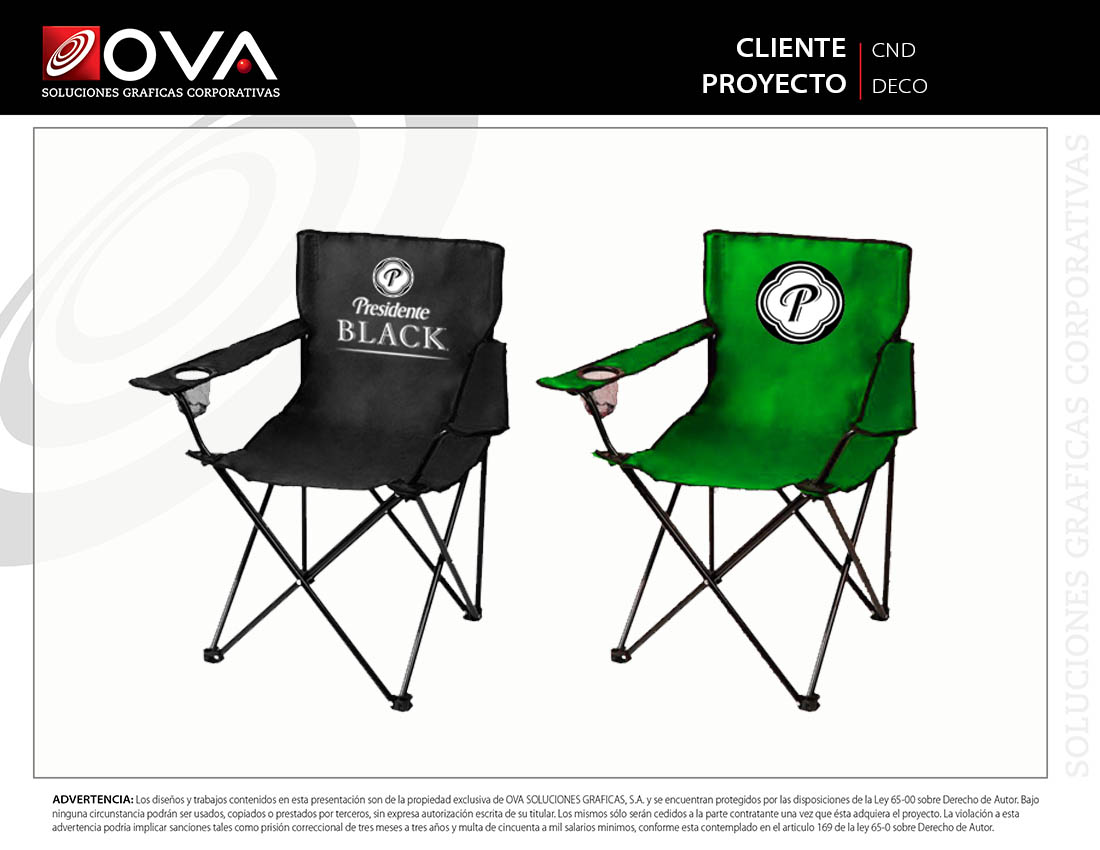 OVA
SOLUCIONES GRAFICAS CORPORATIVAS
CLIENTE CND
PROYECTO DECO
P
Presidente
BLACK
P
SOLUCIONES GRAFICAS CORPORATIVAS
ADVERTENCIA: Los diseños y trabajos contenidos en esta presentación son de la propiedad exclusiva de OVA SOLUCIONES GRAFICAS, S.A. y se encuentran protegidos por las disposiciones de la Ley 65-00 sobre Derecho de Autor. Bajo
ninguna circunstancia podrán ser usados, copiados o prestados por terceros, sin expresa autorización escrita de su titular. Los mismos sólo serán cedidos a la parte contratante una vez que ésta adquiera el proyecto. La violación a esta
advertencia podria implicar sanciones tales como prisión correccional de tres meses a tres años y multa de cincuenta a mil salarios minimos, conforme esta contemplado en el articulo 169 de la ley 65-0 sobre Derecho de Autor.